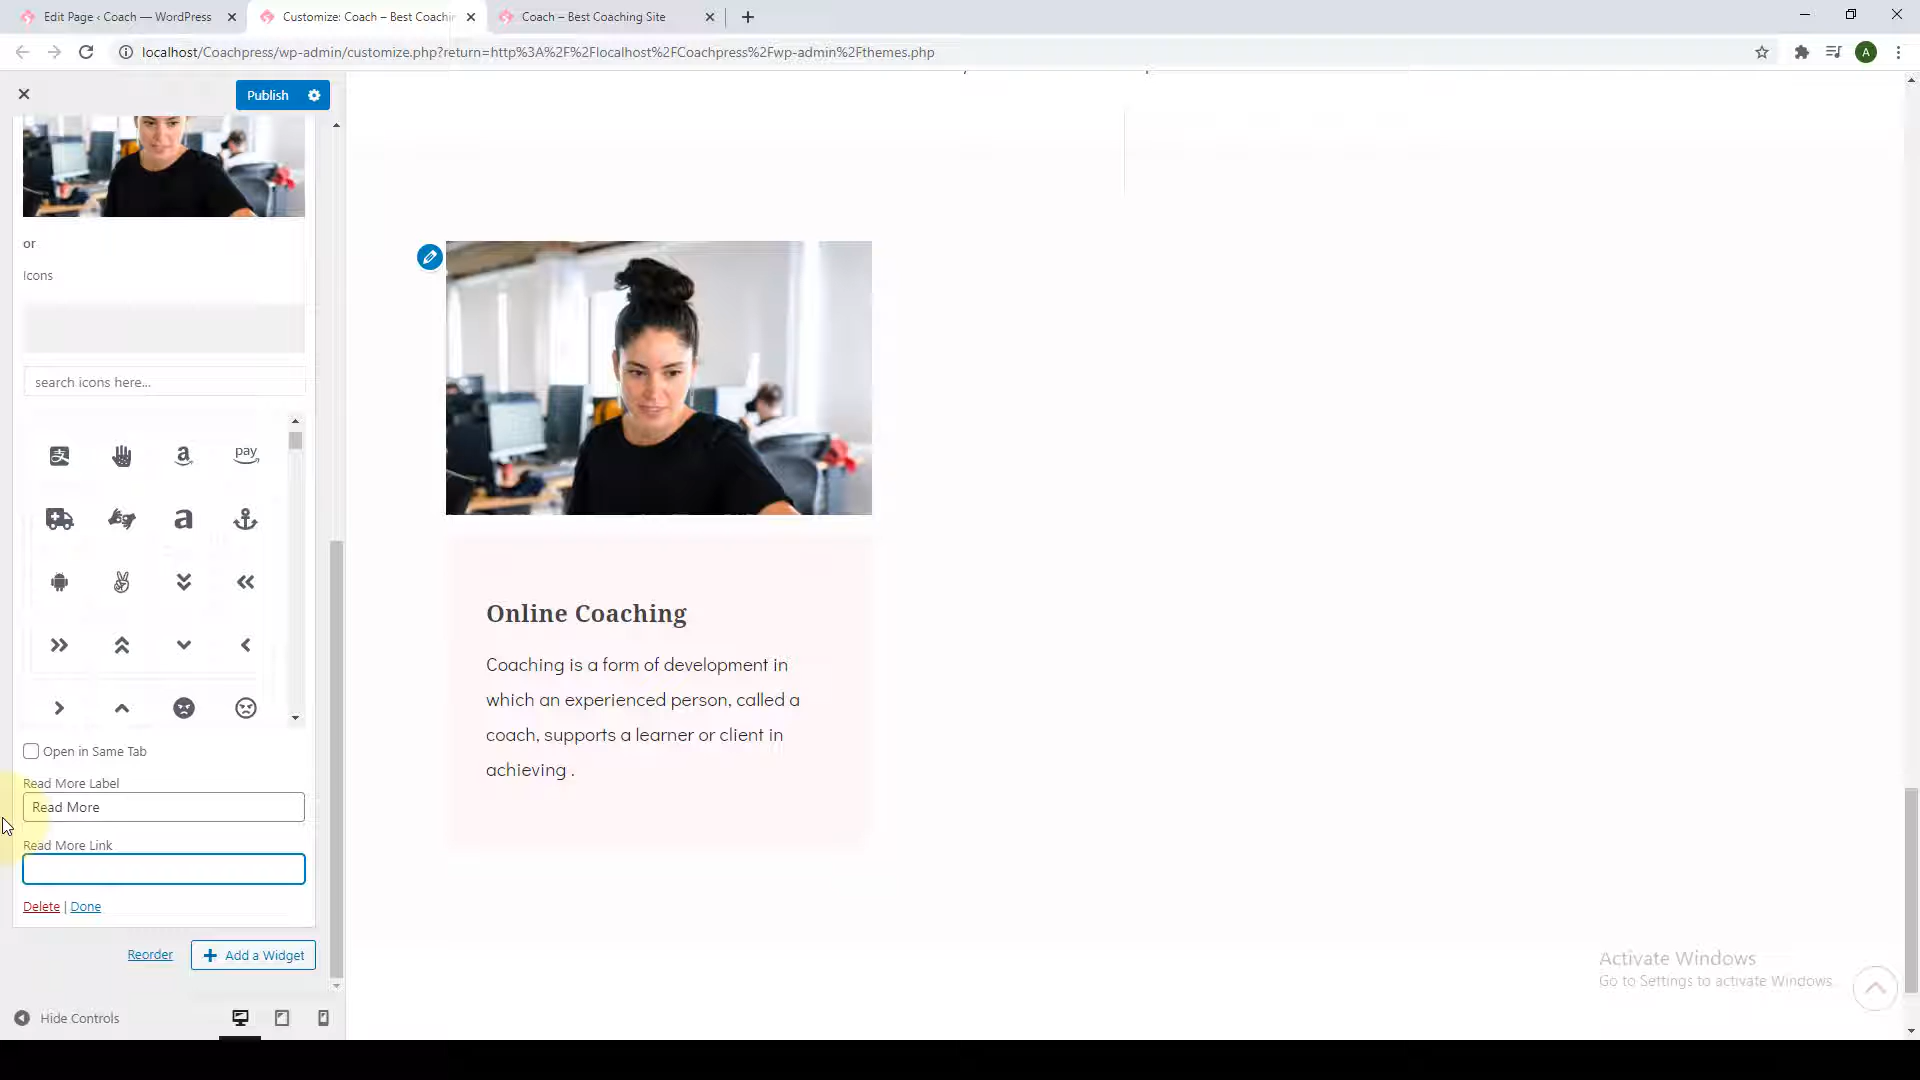 Edit Page ‹ Coach — WordPress
Customize: Coach – Best Coachin
Coach – Best Coaching Site
localhost/Coachpress/wp-admin/customize.php?return=http%3A%2F%2Flocalhost%2FCoachpress%2Fwp-admin%2Fthemes.php
A
Publish
or
Icons
search icons here...
a
pay
a
Open in Same Tab
Read More Label
Read More
Read More Link
Delete | Done
Reorder
Add a Widget
Hide Controls
Online Coaching
Coaching is a form of development in
which an experienced person, called a
coach, supports a learner or client in
achieving .
Activate Windows
Go to Settings to activate Windows.